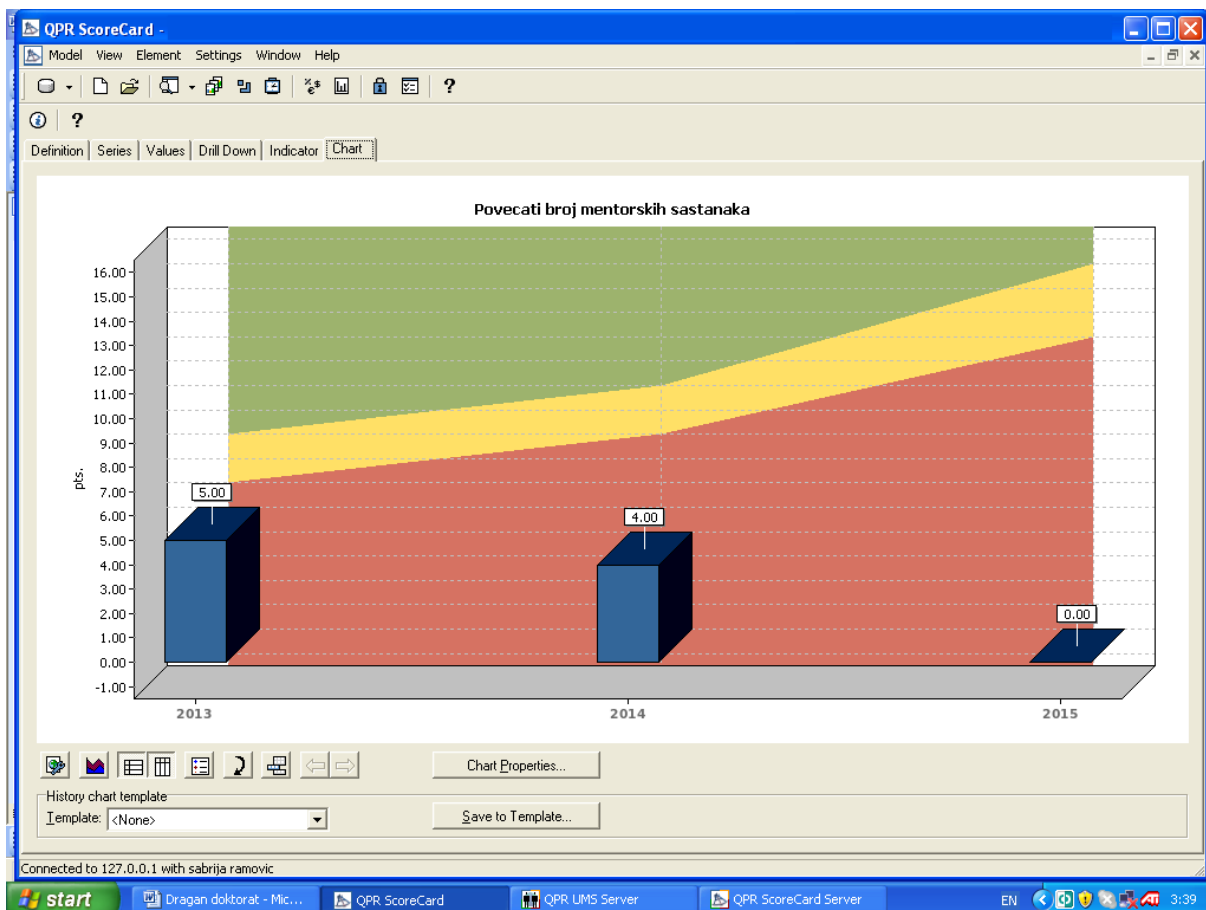 QPR ScoreCard -
Model View Element Settings Window Help
Definition Series Values Drill Down Indicator Chart
Povecati broj mentorskih sastanaka
16.00
15.00
14.00
13.00
12.00
11.00
10.00
9.00
8.00
7.00
6.00
5.00
4.00
3.00
2.00
1.00
0.00
-1.00
pts.
5.00
4.00
0.00
2013 2014 2015
Chart Properties...
History chart template
Template: <None>
Save to Template...
Connected to 127.0.0.1 with sabrija ramovic
start Dragan doktorat - Mic... QPR ScoreCard QPR UMS Server QPR ScoreCard Server EN ATI 3:39